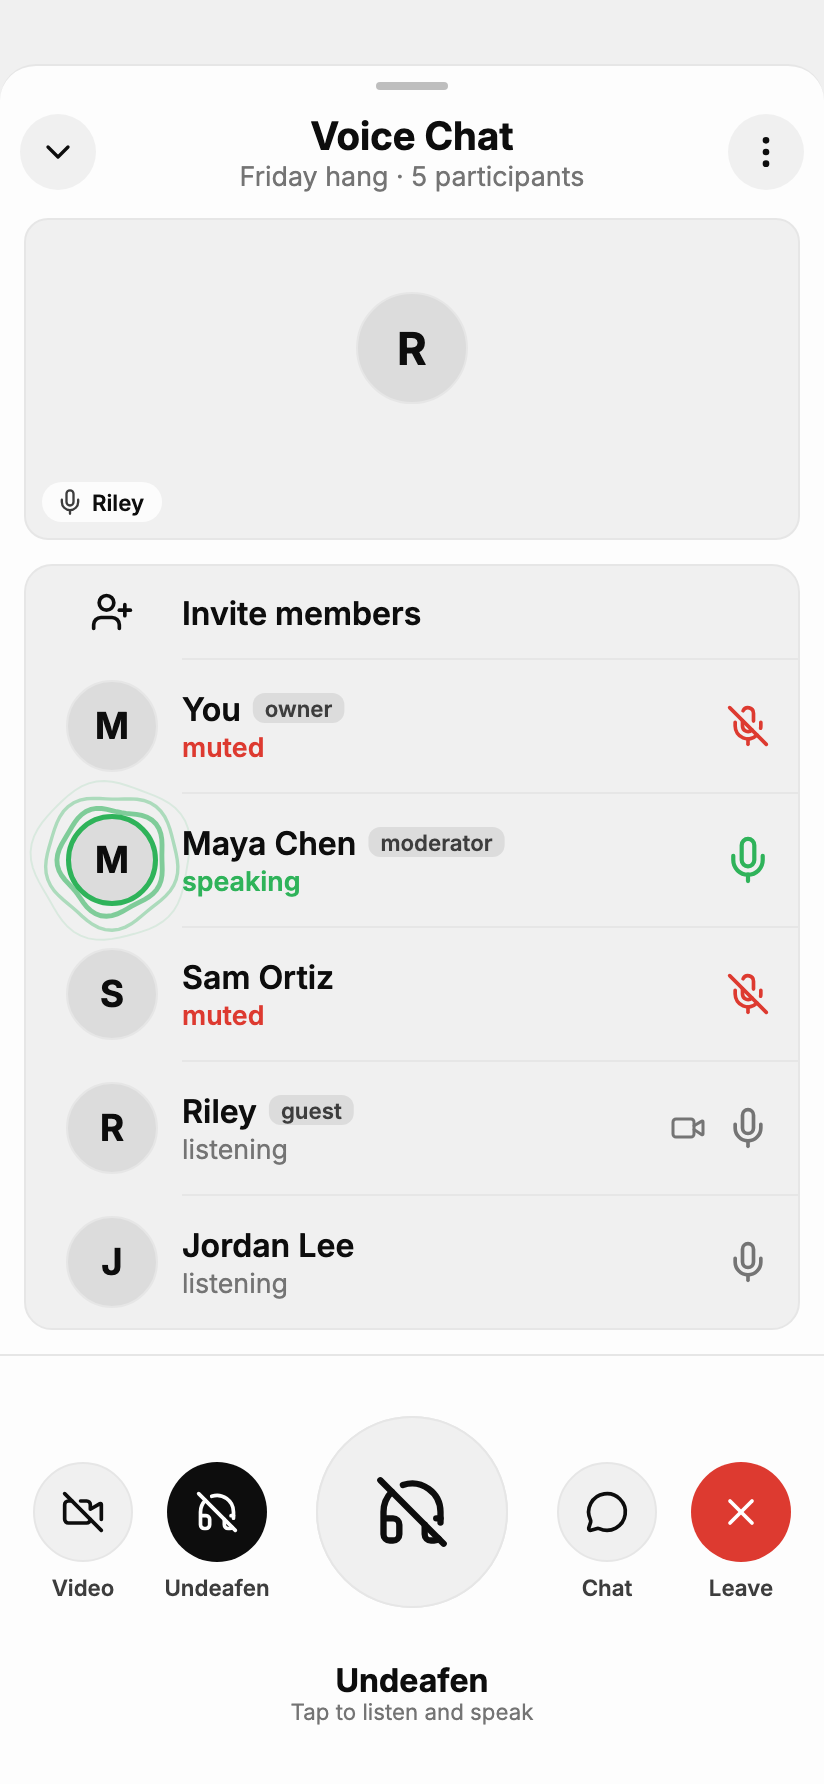 Voice Chat
Friday hang · 5 participants
R
Riley
Invite members
M
You owner
muted
M
Maya Chen moderator
speaking
S
Sam Ortiz
muted
R
Riley guest
listening
J
Jordan Lee
listening
Video
Undeafen
Chat
Leave
Undeafen
Tap to listen and speak